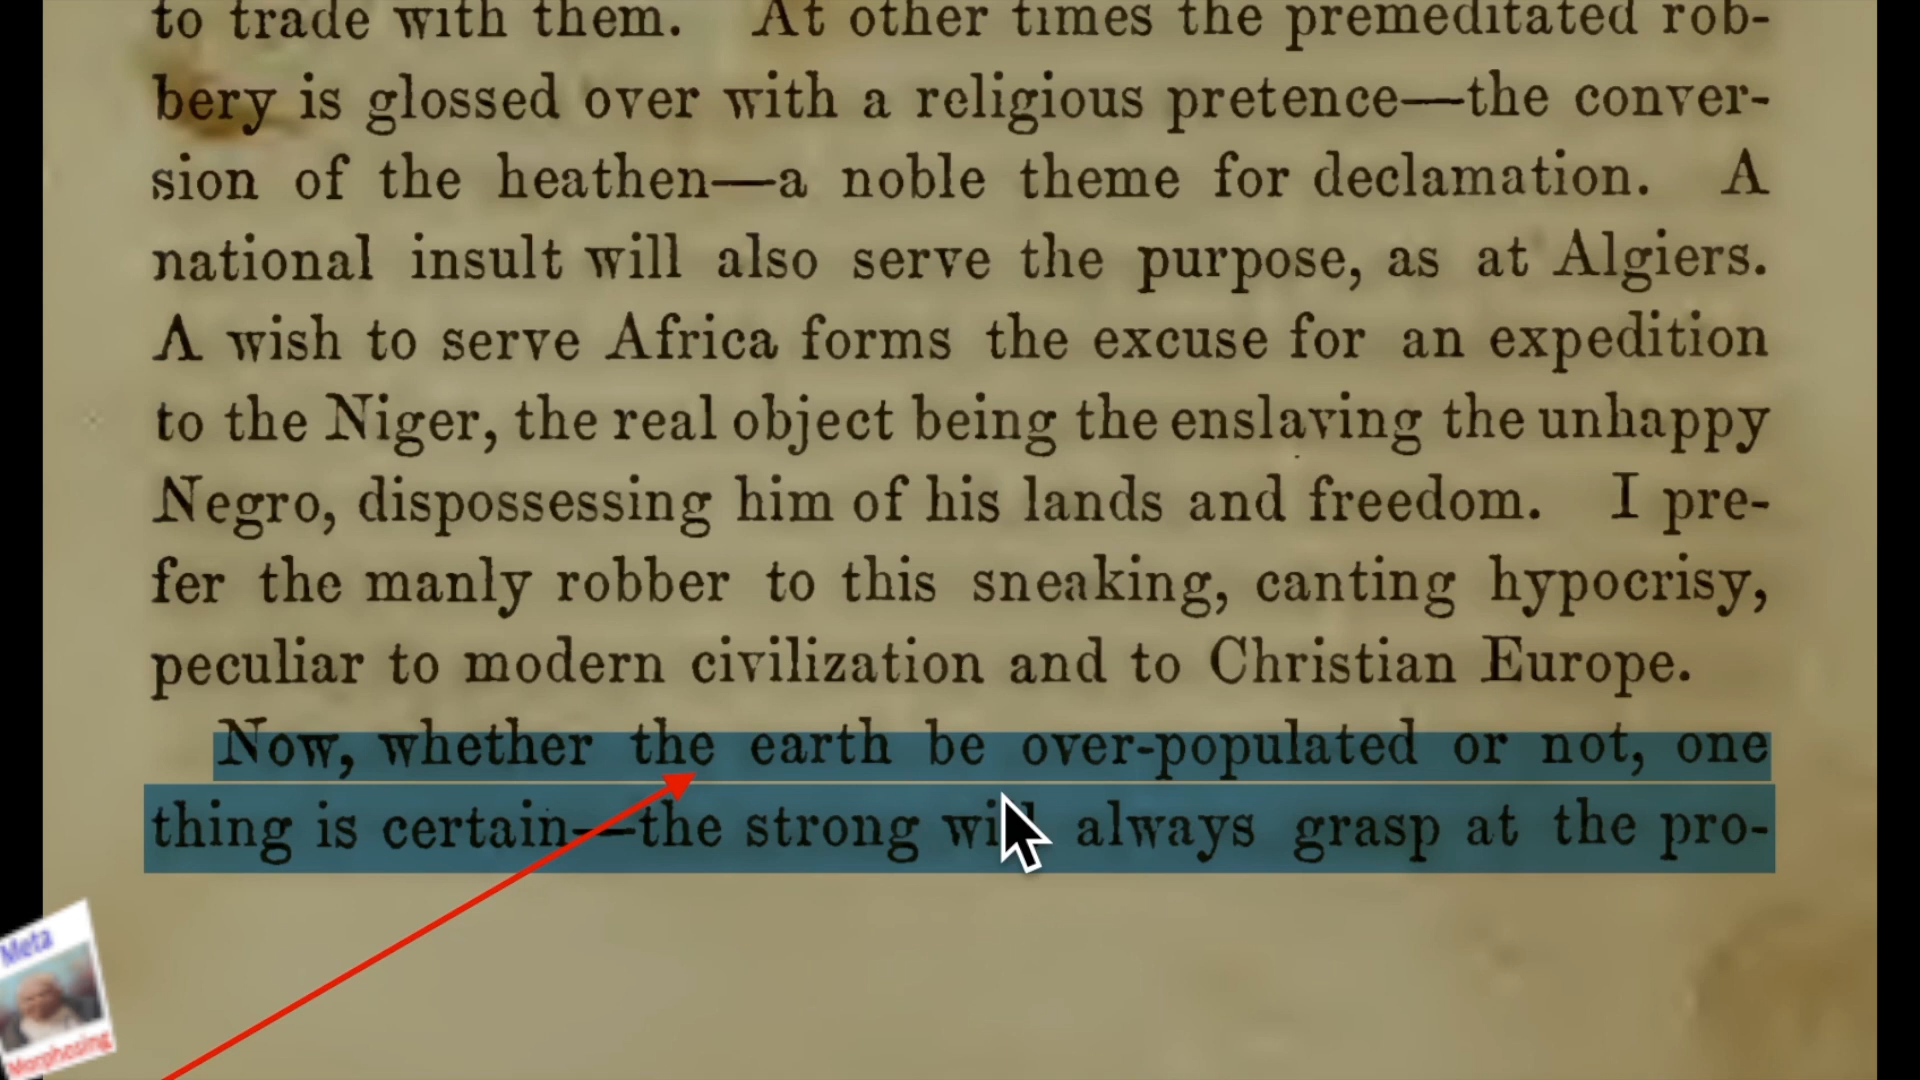 to trade with them. At other times the premeditated rob-
bery is glossed over with a religious pretence—the conver-
sion of the heathen—a noble theme for declamation. A
national insult will also serve the purpose, as at Algiers.
A wish to serve Africa forms the excuse for an expedition
to the Niger, the real object being the enslaving the unhappy
Negro, dispossessing him of his lands and freedom. I pre-
fer the manly robber to this sneaking, canting hypocrisy,
peculiar to modern civilization and to Christian Europe.
Now, whether the earth be over-populated or not, one
thing is certain—the strong will always grasp at the pro-
Meta
Morphosing